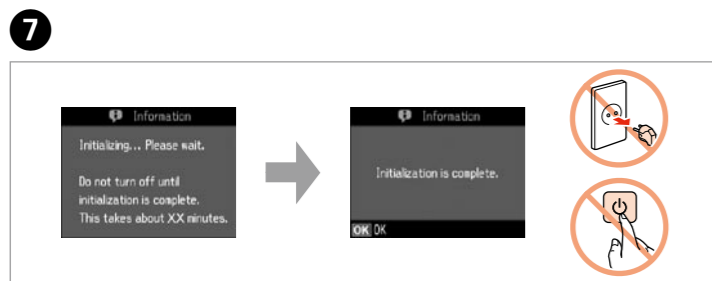 7
Information
Initializing... Please wait.
Do not turn off until
initialization is complete.
This takes about XX minutes.
Information
Initialization is complete.
OK OK